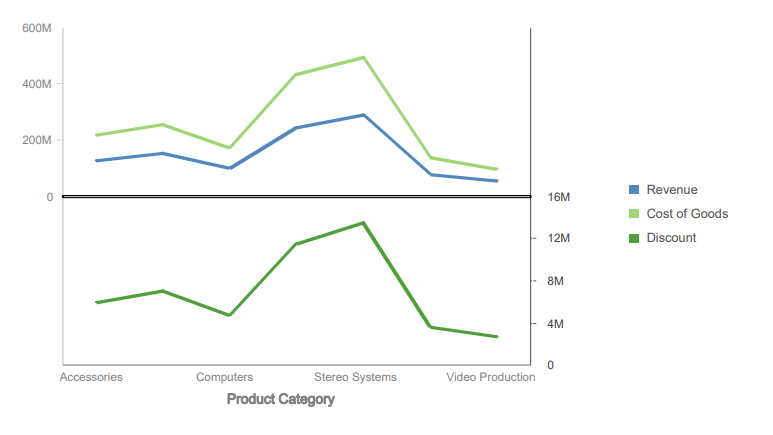 600M
400M
200M
0
16M
12M
8M
4M
0
Accessories Computers Stereo Systems Video Production
Product Category
Revenue
Cost of Goods
Discount